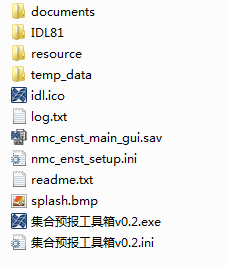 documents
IDL81
resource
temp_data
idl.ico
log.txt
nmc_enst_main_gui.sav
nmc_enst_setup.ini
readme.txt
splash.bmp
集合预报工具箱v0.2.exe
集合预报工具箱v0.2.ini